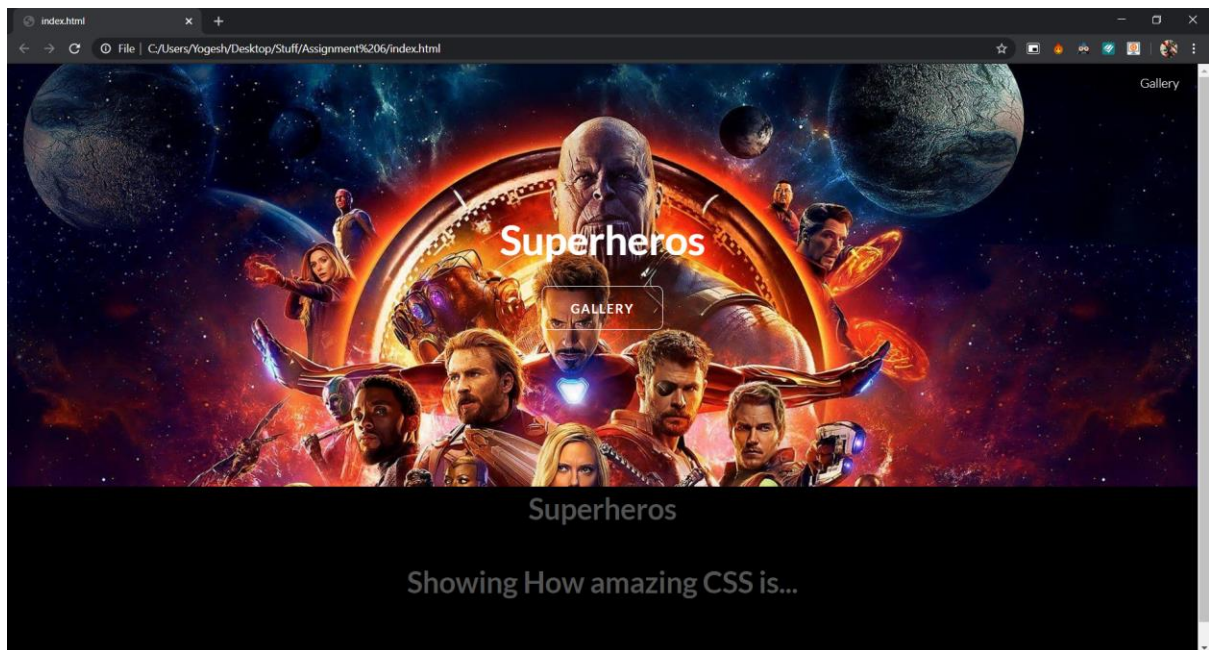 index.html
File | C:/Users/Yogesh/Desktop/Stuff/Assignment%206/index.html
Gallery
Superheros
GALLERY
Superheros
Showing How amazing CSS is...